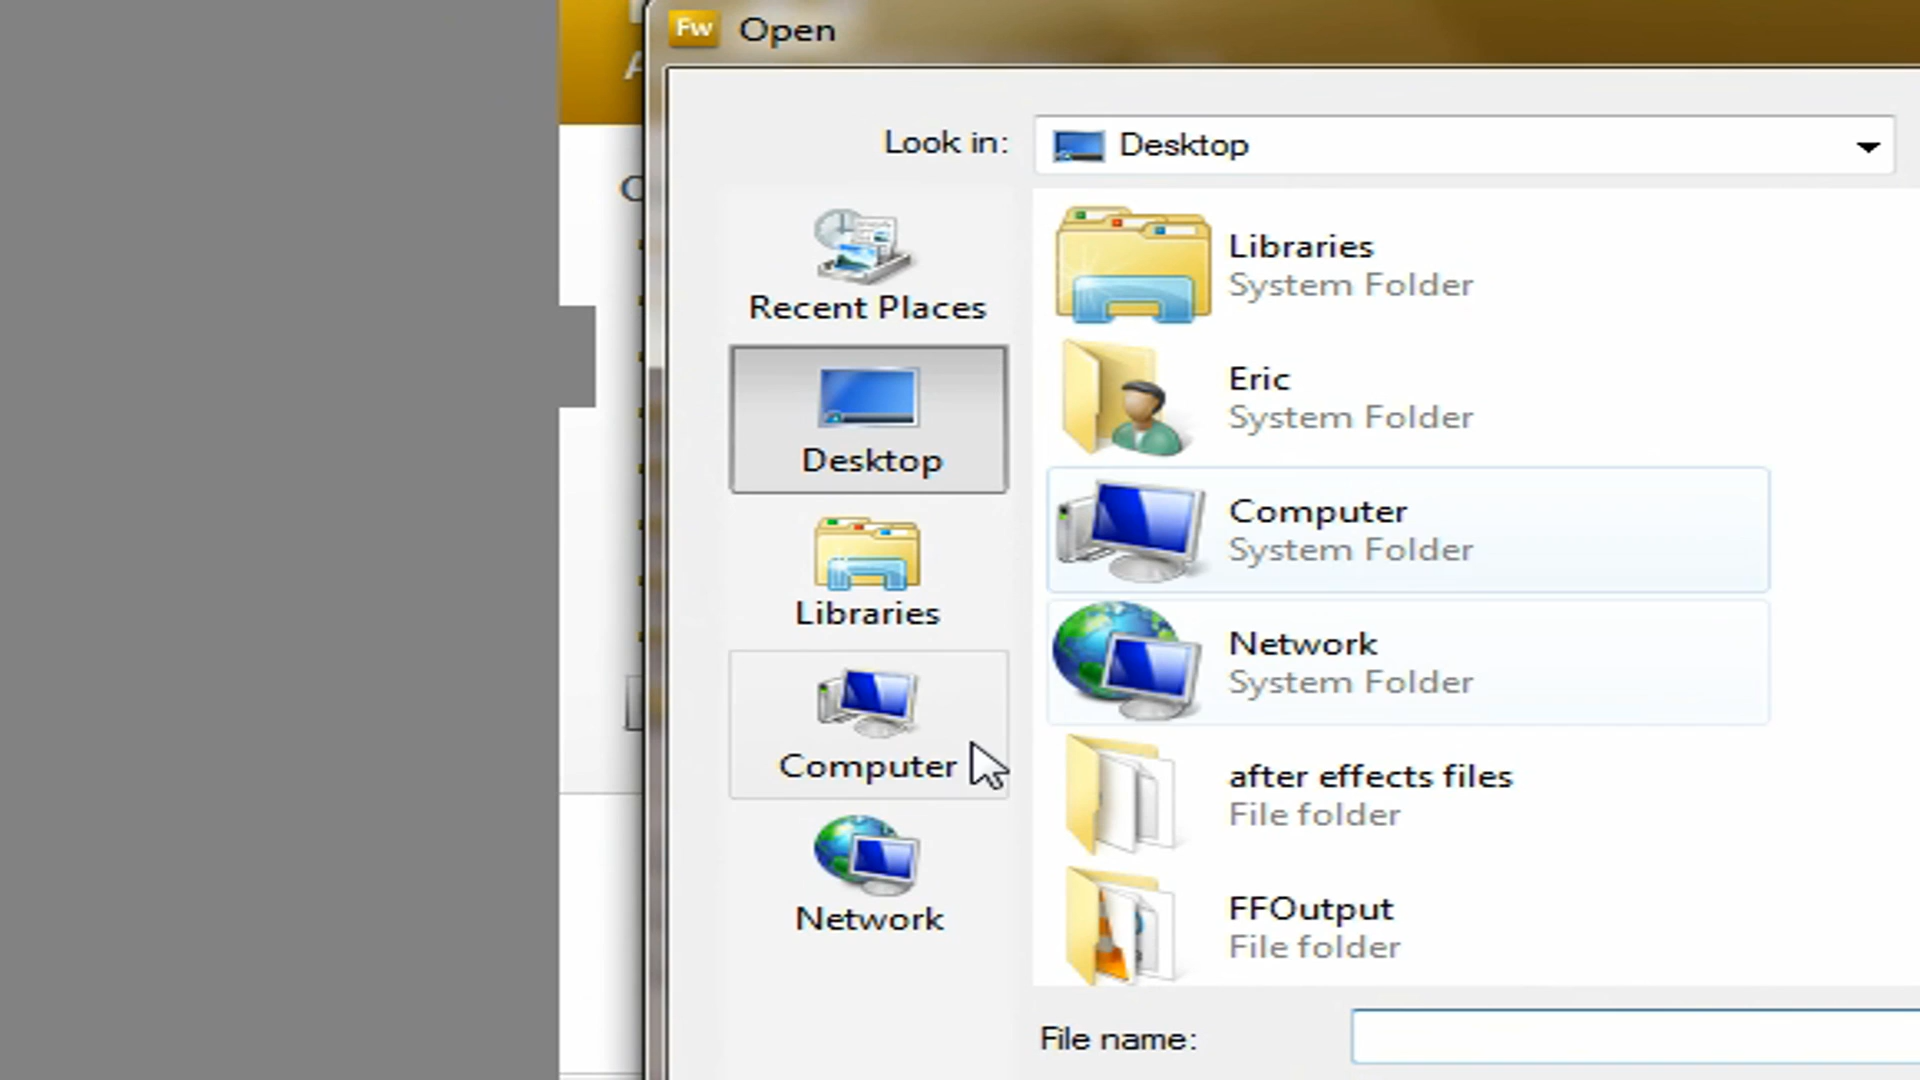 Fw Open
Look in: Desktop
Recent Places
Desktop
Libraries
Computer
Network
Libraries
System Folder
Eric
System Folder
Computer
System Folder
Network
System Folder
after effects files
File folder
FFOutput
File folder
File name: